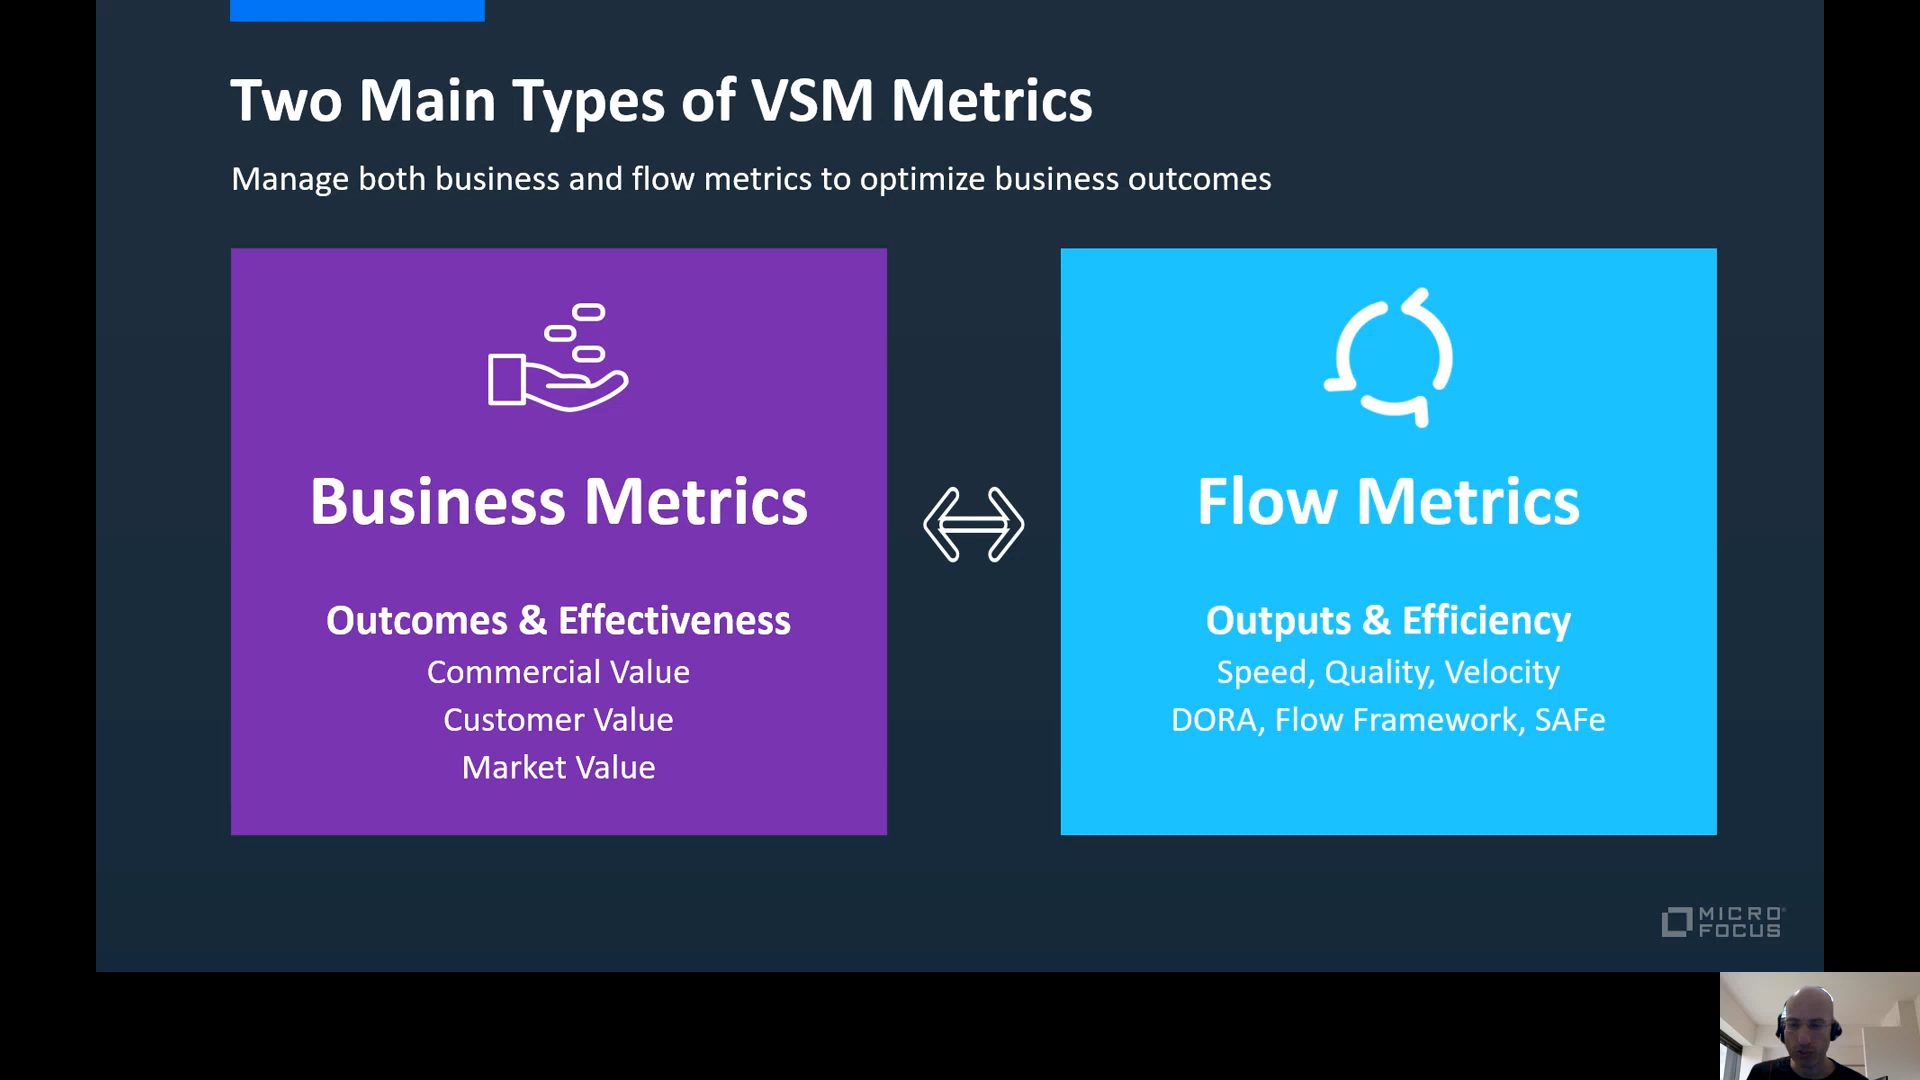 Two Main Types of VSM Metrics
Manage both business and flow metrics to optimize business outcomes
Business Metrics
Outcomes & Effectiveness
Commercial Value
Customer Value
Market Value
Flow Metrics
Outputs & Efficiency
Speed, Quality, Velocity
DORA, Flow Framework, SAFe
MICRO
FOCUS